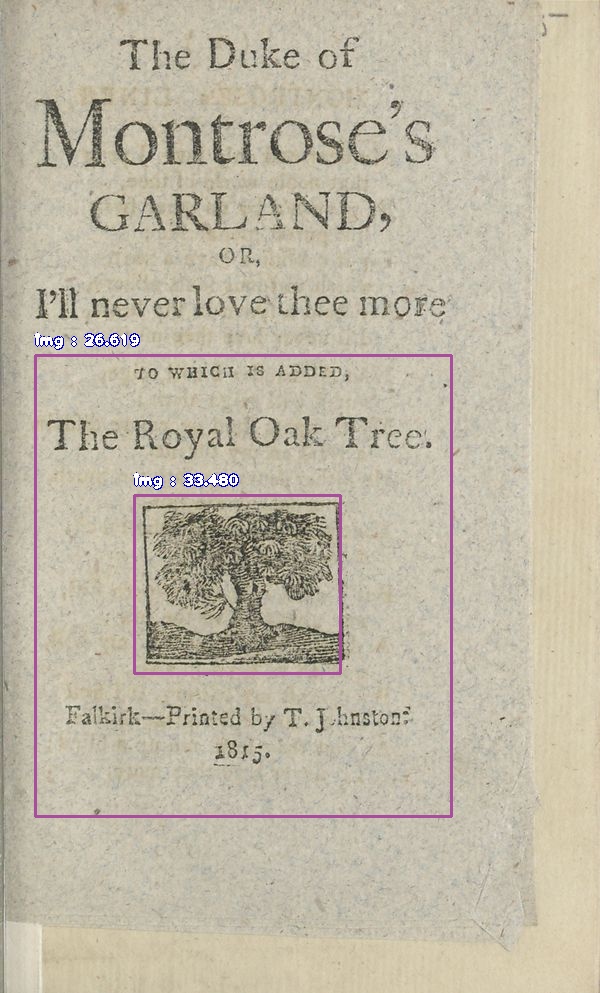 The Duke of
Montrose's
GARLAND,
OR,
I'll never love thee more
img : 26.619
TO WHICH IS ADDED,
The Royal Oak Tree.
img : 33.480
Falkirk—Printed by T. Johnston.
1815.